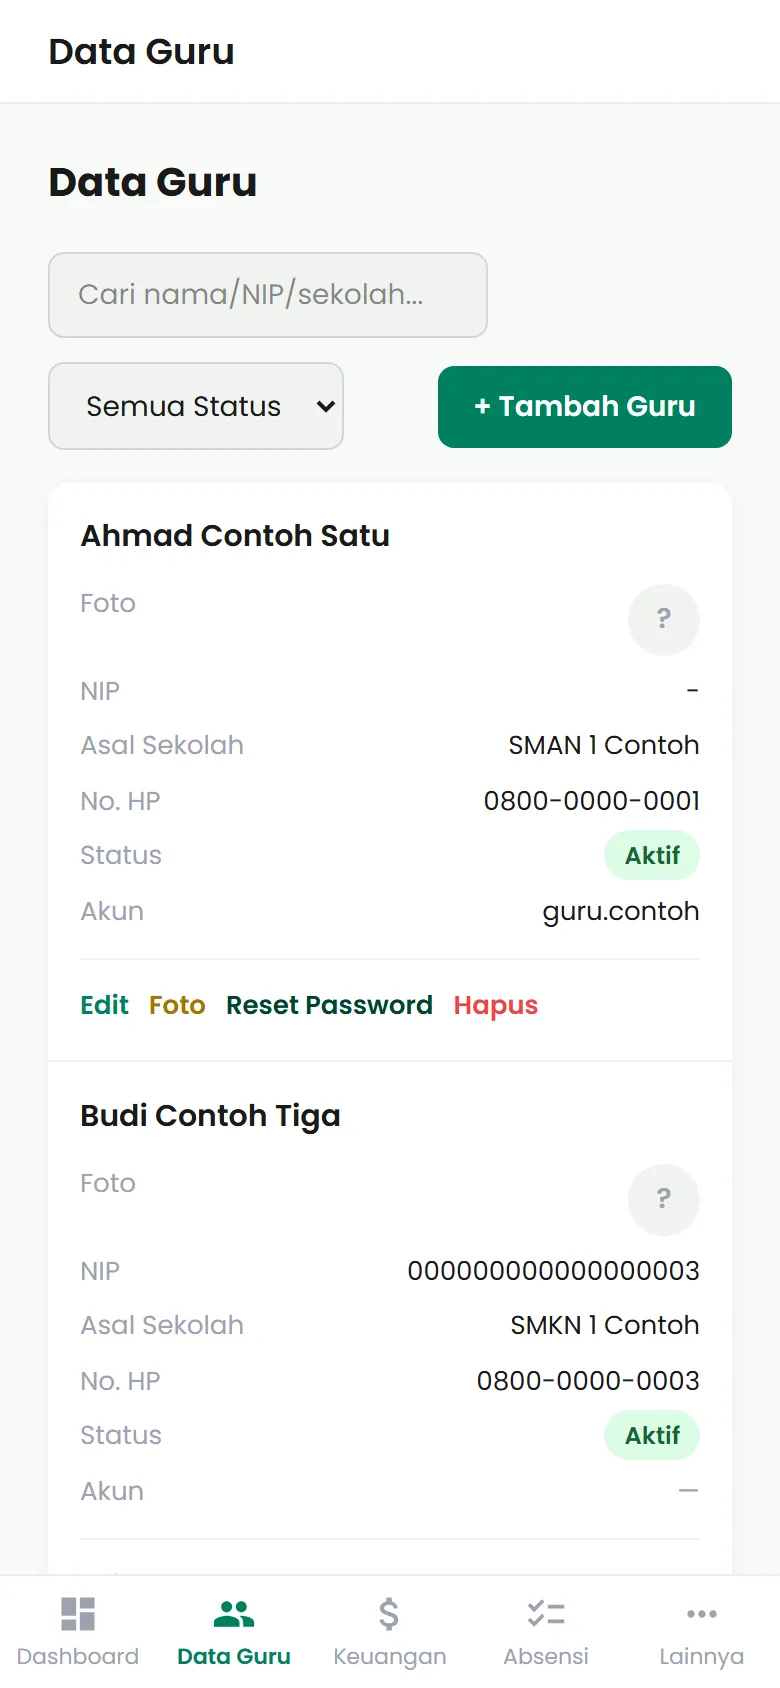 Data Guru
Data Guru
Cari nama/NIP/sekolah...
Semua Status
+ Tambah Guru
Ahmad Contoh Satu
Foto ?
NIP -
Asal Sekolah SMAN 1 Contoh
No. HP 0800-0000-0001
Status Aktif
Akun guru.contoh
Edit Foto Reset Password Hapus
Budi Contoh Tiga
Foto ?
NIP 000000000000000003
Asal Sekolah SMKN 1 Contoh
No. HP 0800-0000-0003
Status Aktif
Akun —
Dashboard Data Guru Keuangan Absensi Lainnya